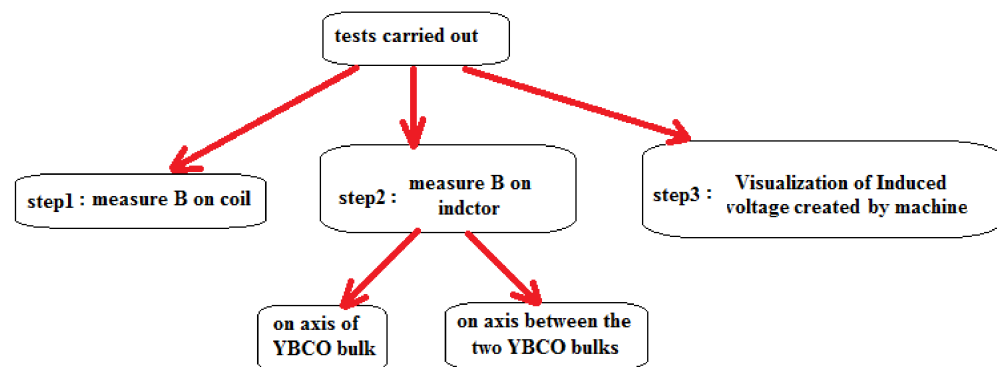 tests carried out
step1 : measure B on coil
step2 : measure B on
indctor
step3 : Visualization of Induced
voltage created by machine
on axis of
YBCO bulk
on axis between the
two YBCO bulks